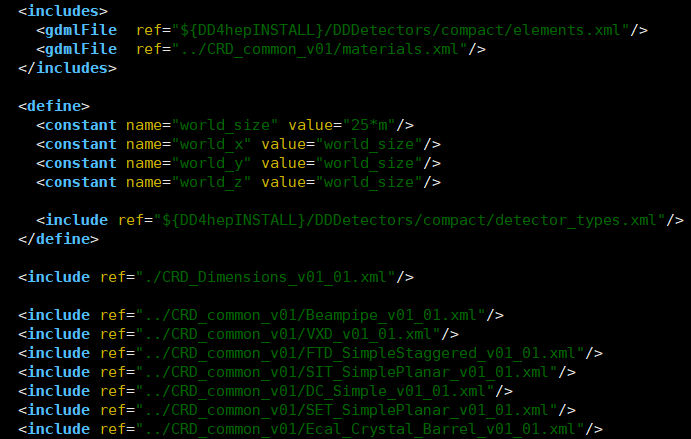 <includes>
<gdmlFile  ref="${DD4hepINSTALL}/DDDetectors/compact/elements.xml"/>
<gdmlFile  ref="../CRD_common_v01/materials.xml"/>
</includes>
<define>
<constant name="world_size" value="25*m"/>
<constant name="world_x" value="world_size"/>
<constant name="world_y" value="world_size"/>
<constant name="world_z" value="world_size"/>
<include ref="${DD4hepINSTALL}/DDDetectors/compact/detector_types.xml"/>
</define>
<include ref="./CRD_Dimensions_v01_01.xml"/>
<include ref="../CRD_common_v01/Beampipe_v01_01.xml"/>
<include ref="../CRD_common_v01/VXD_v01_01.xml"/>
<include ref="../CRD_common_v01/FTD_SimpleStaggered_v01_01.xml"/>
<include ref="../CRD_common_v01/SIT_SimplePlanar_v01_01.xml"/>
<include ref="../CRD_common_v01/DC_Simple_v01_01.xml"/>
<include ref="../CRD_common_v01/SET_SimplePlanar_v01_01.xml"/>
<include ref="../CRD_common_v01/Ecal_Crystal_Barrel_v01_01.xml"/>